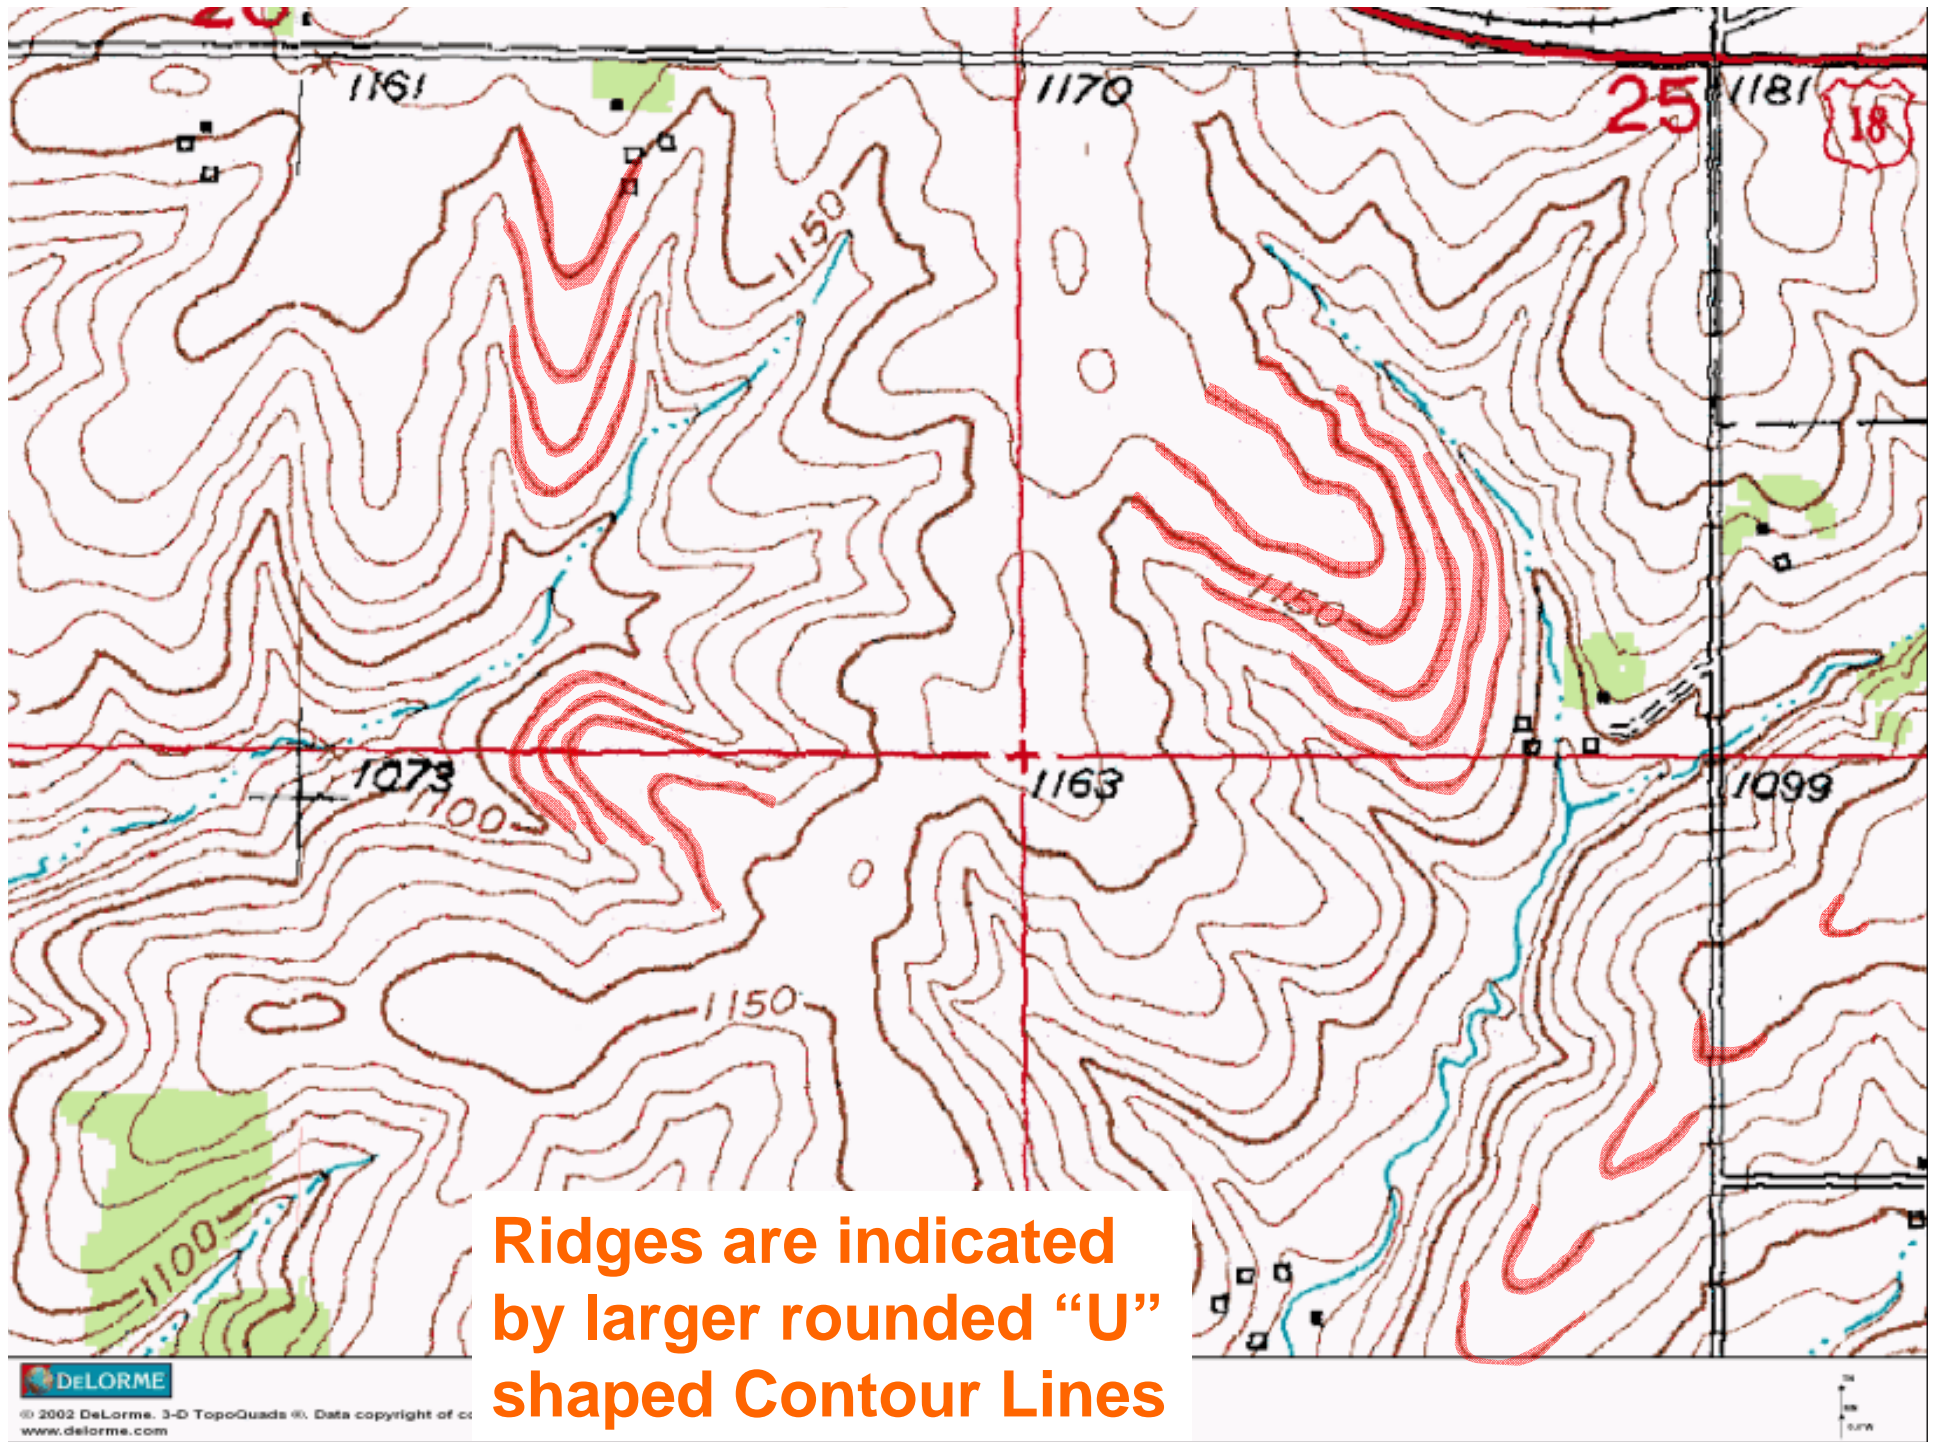 1161
1170
25
1181
18
1150
1150
1073
1100
1163
1099
1150
1100
Ridges are indicated
by larger rounded “U”
shaped Contour Lines
DELORME
© 2002 DeLorme. 3-D TopoQuads ®. Data copyright of
www.delorme.com